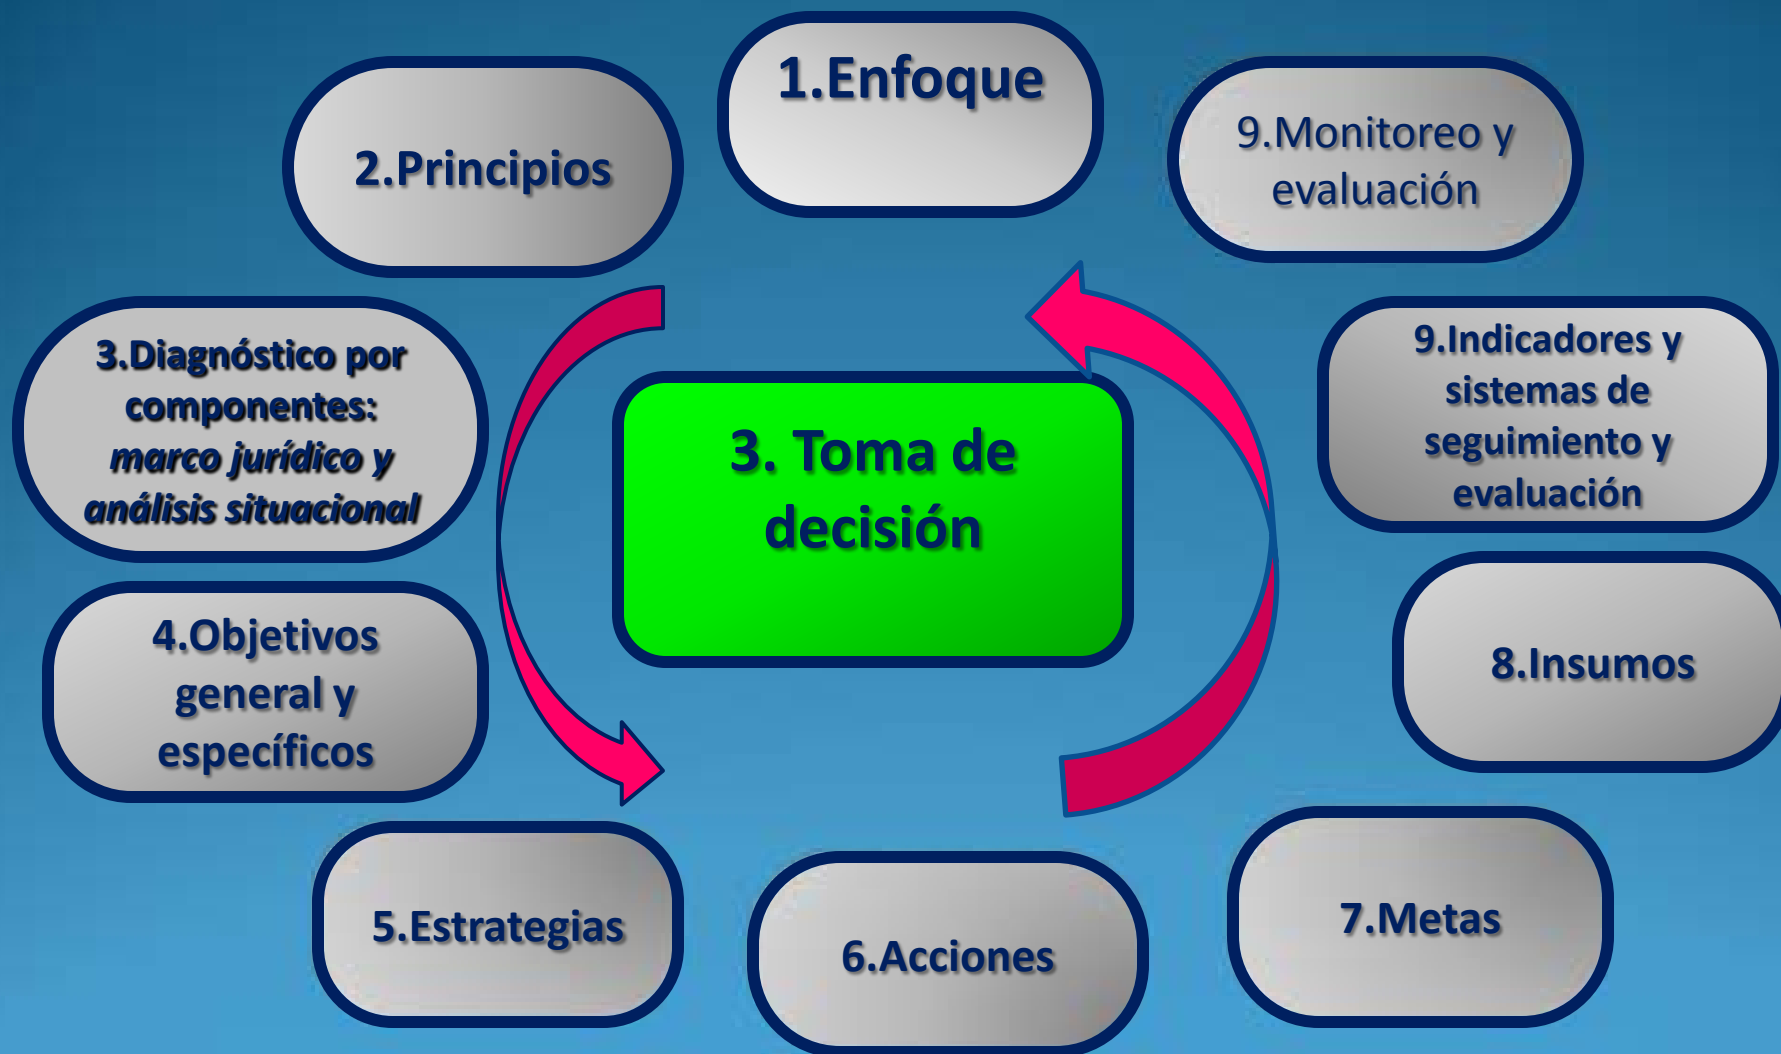 1.Enfoque
2.Principios
3.Diagnóstico por
componentes:
marco jurídico y
análisis situacional
4.Objetivos
general y
específicos
5.Estrategias
6.Acciones
7.Metas
8.Insumos
9.Indicadores y
sistemas de
seguimiento y
evaluación
9.Monitoreo y
evaluación
3. Toma de
decisión